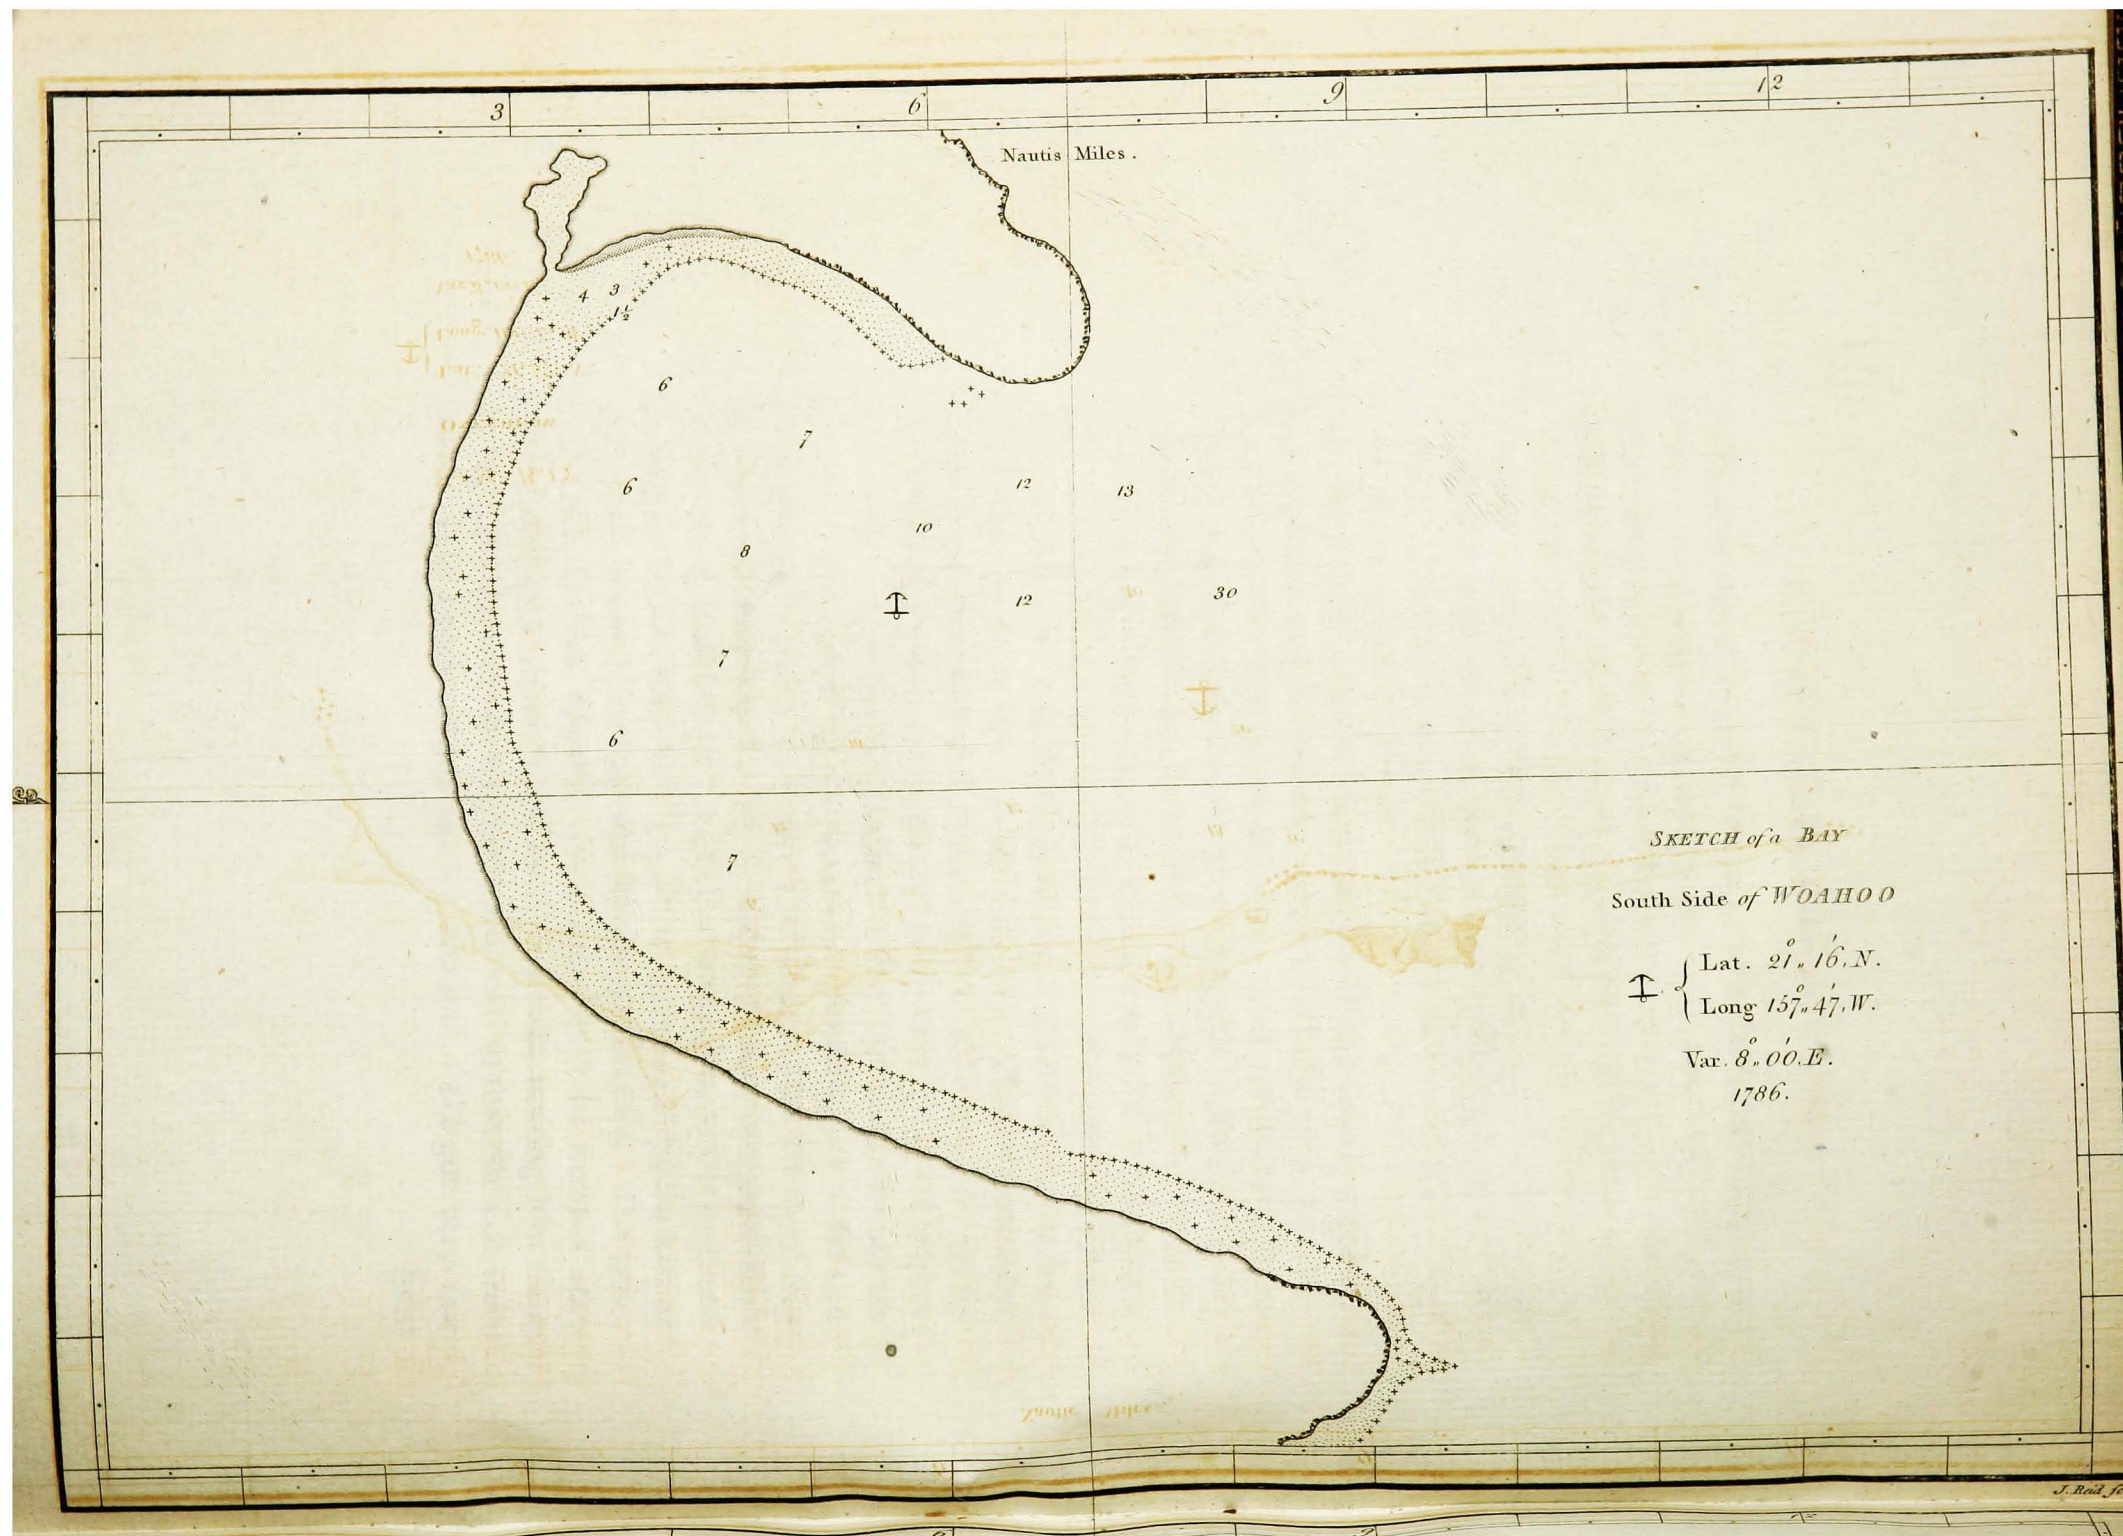 3 6 9 12
Nautis Miles.
4 3
1½
6
7
6
12 13
10
8
12 30
7
6
7
SKETCH of a BAY
South Side of WOAHOO
Lat. 21°„ 16', N.
Long 157°„ 47', W.
Var. 8°„ 00', E.
1786.
J. Reid